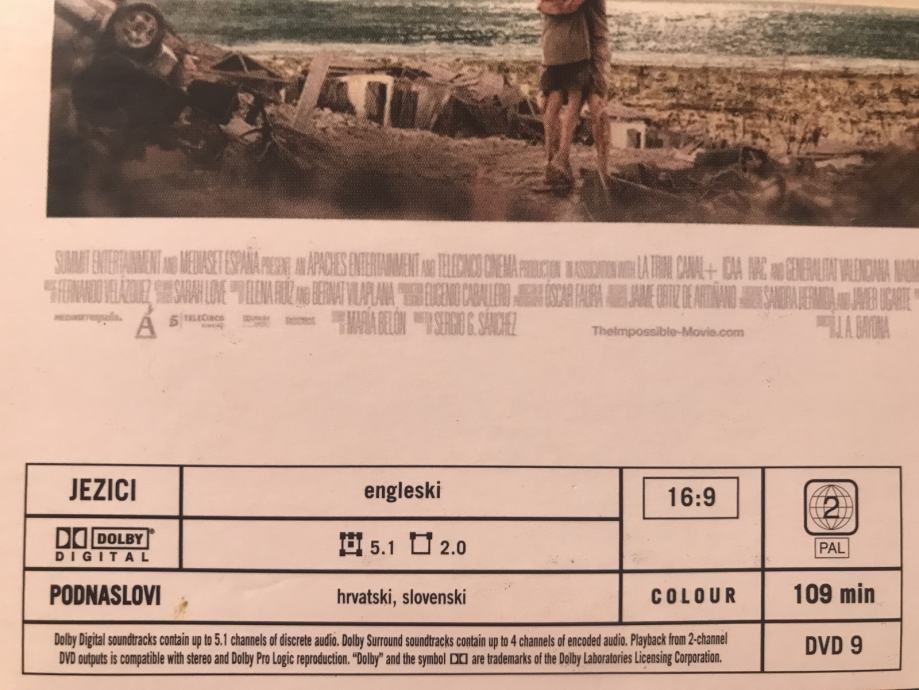 SUMMIT ENTERTAINMENT AND MEDIASET ESPAÑA PRESENT AN APACHES ENTERTAINMENT AND TELECINCO CINEMA PRODUCTION IN ASSOCIATION WITH LA TRINI CANAL+ ICAA IVAC AND GENERALITAT VALENCIANA
FERNANDO VELÁZQUEZ SARAH LOVE ELENA RUIZ AND BERNAT VILAPLANA EUGENIO CABALLERO ÓSCAR FAURA JAIME ORTIZ DE ARTIÑANO SANDRA HERMIDA AND JAVIER UGARTE
mediasetespaña. 5 TELECINCO MARÍA BELÓN SERGIO G. SÁNCHEZ TheImpossible-Movie.com J.A. BAYONA
JEZICI engleski 16:9 2 PAL
DOLBY DIGITAL 5.1 2.0
PODNASLOVI hrvatski, slovenski COLOUR 109 min
Dolby Digital soundtracks contain up to 5.1 channels of discrete audio. Dolby Surround soundtracks contain up to 4 channels of encoded audio. Playback from 2-channel
DVD outputs is compatible with stereo and Dolby Pro Logic reproduction. "Dolby" and the symbol are trademarks of the Dolby Laboratories Licensing Corporation.
DVD 9